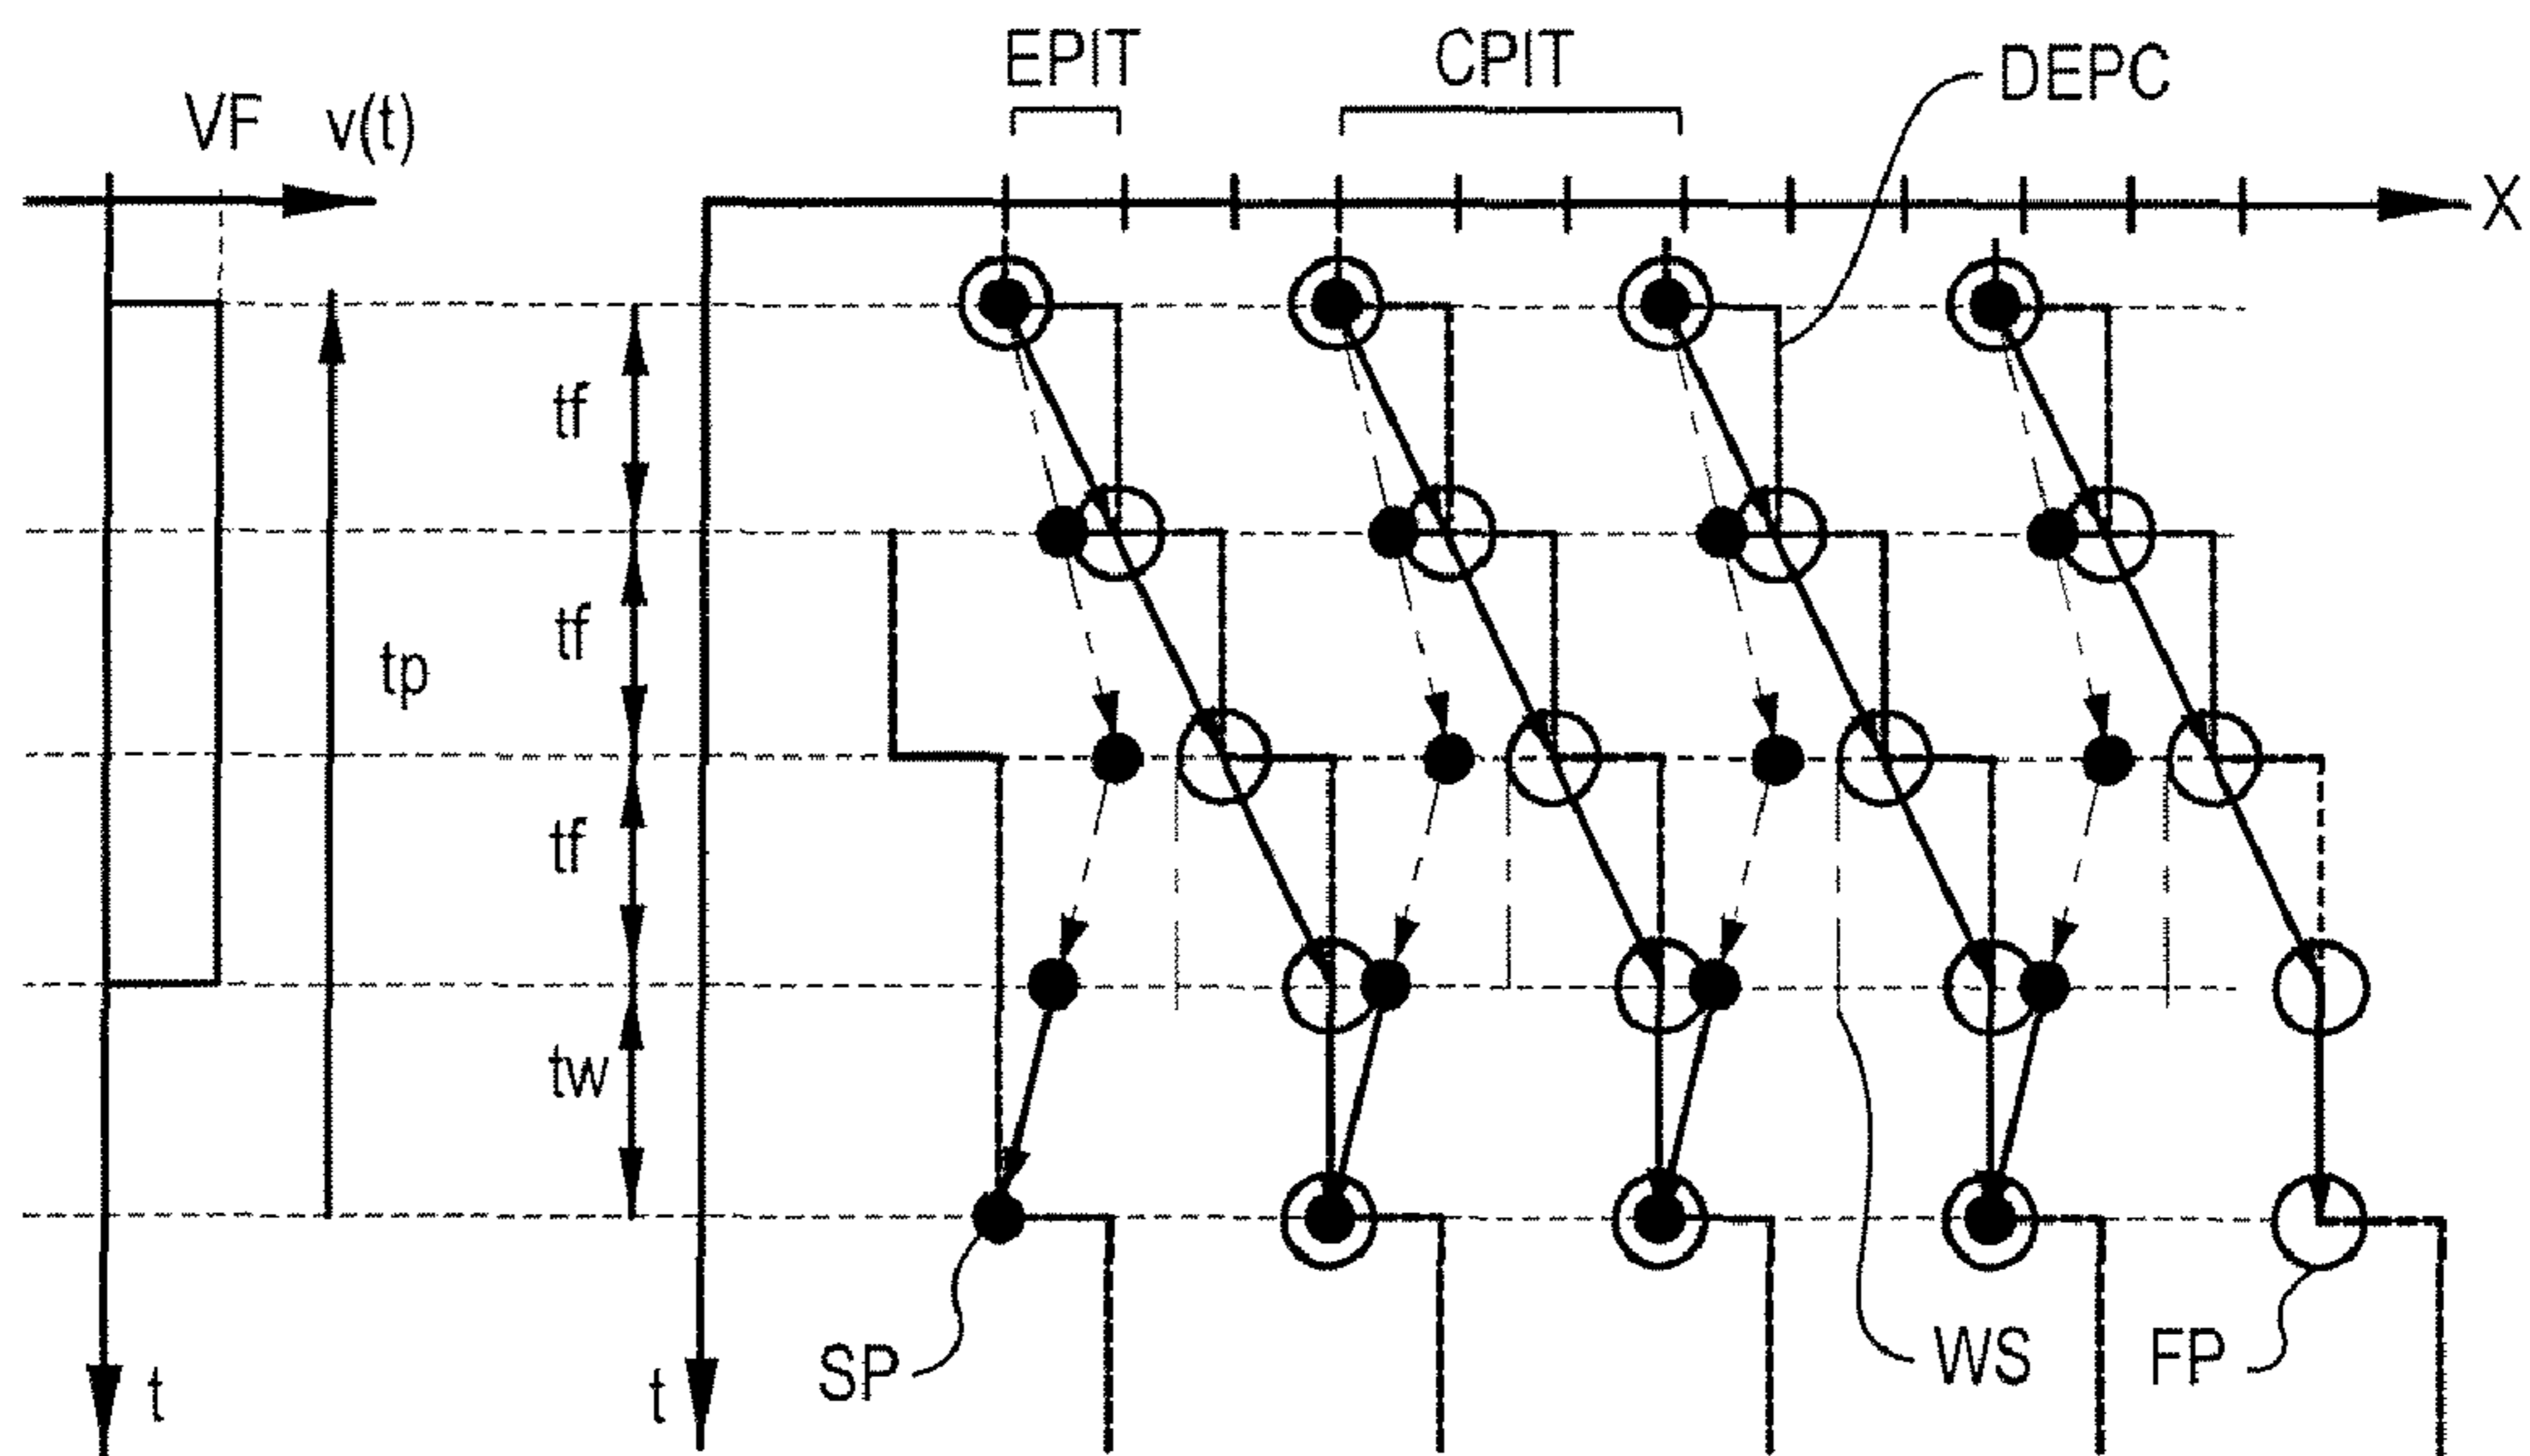 EPIT CPIT DEPC
VF v(t)
X
tf
tf
tp
tf
tw
SP WS FP
t t